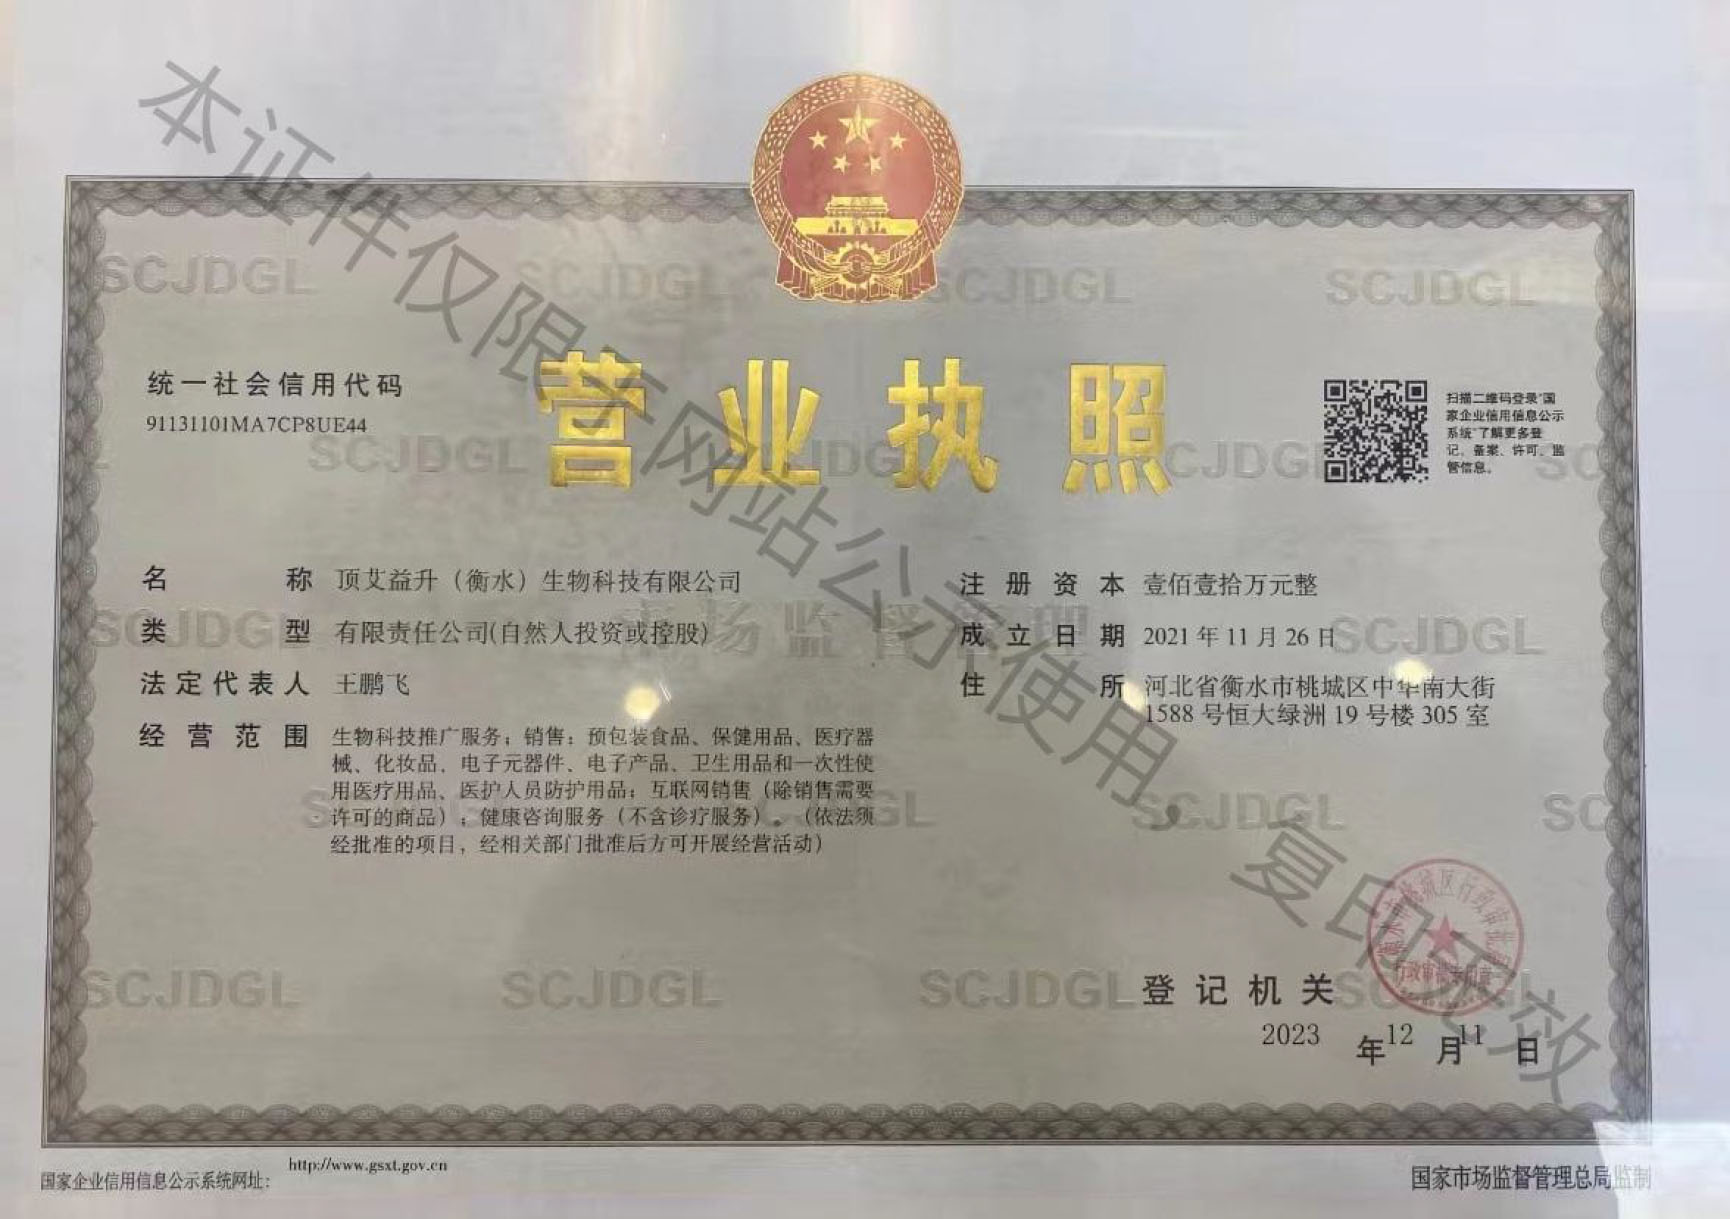 统一社会信用代码
91131101MA7CP8UE44
营业执照
扫描二维码登录"国
家企业信用信息公示
系统"了解更多登
记、备案、许可、监
管信息。
名称 顶艾益升（衡水）生物科技有限公司
类型 有限责任公司(自然人投资或控股)
法定代表人 王鹏飞
经营范围 生物科技推广服务；销售：预包装食品、保健用品、医疗器
械、化妆品、电子元器件、电子产品、卫生用品和一次性使
用医疗用品、医护人员防护用品；互联网销售（除销售需要
许可的商品）；健康咨询服务（不含诊疗服务）。（依法须
经批准的项目，经相关部门批准后方可开展经营活动）
注册资本 壹佰壹拾万元整
成立日期 2021年11月26日
住所 河北省衡水市桃城区中华南大街
1588号恒大绿洲19号楼305室
登记机关
2023年12月11日
国家企业信用信息公示系统网址：http://www.gsxt.gov.cn
国家市场监督管理总局监制
本证件仅限于网站公示使用，复印无效
SCJDGL
市场监督管理